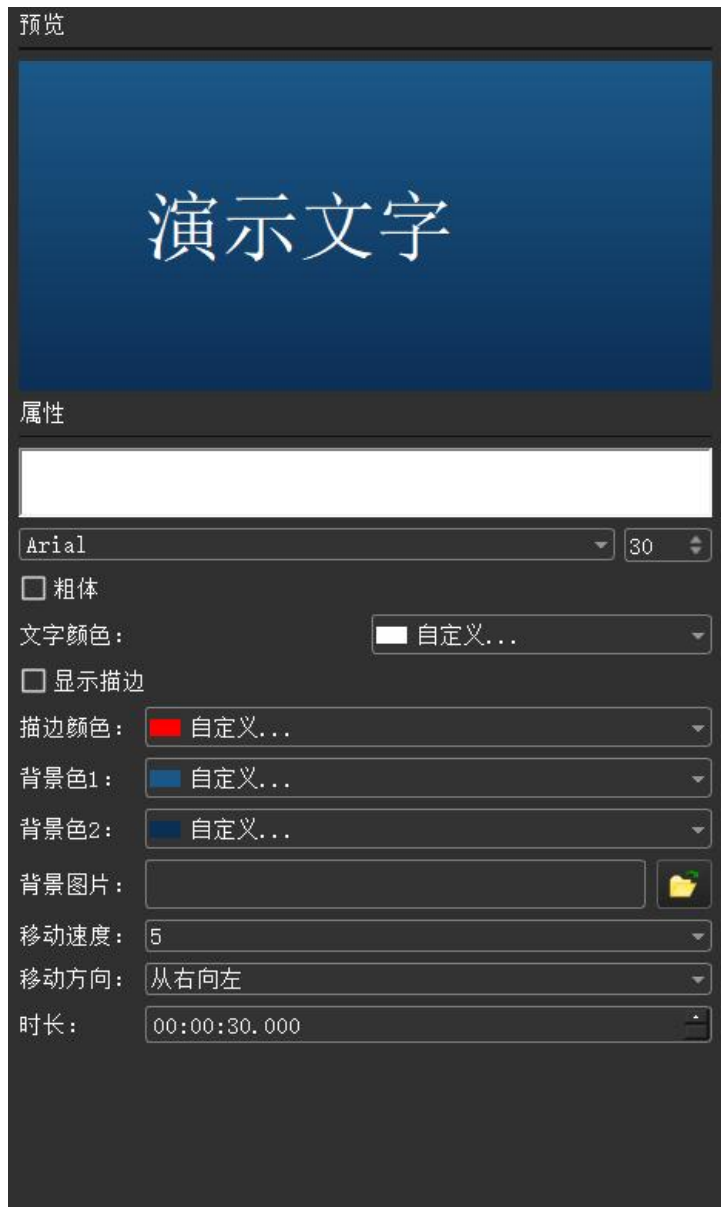 预览
演示文字
属性
Arial 30
粗体
文字颜色： 自定义...
显示描边
描边颜色： 自定义...
背景色1： 自定义...
背景色2： 自定义...
背景图片：
移动速度： 5
移动方向： 从右向左
时长： 00:00:30.000